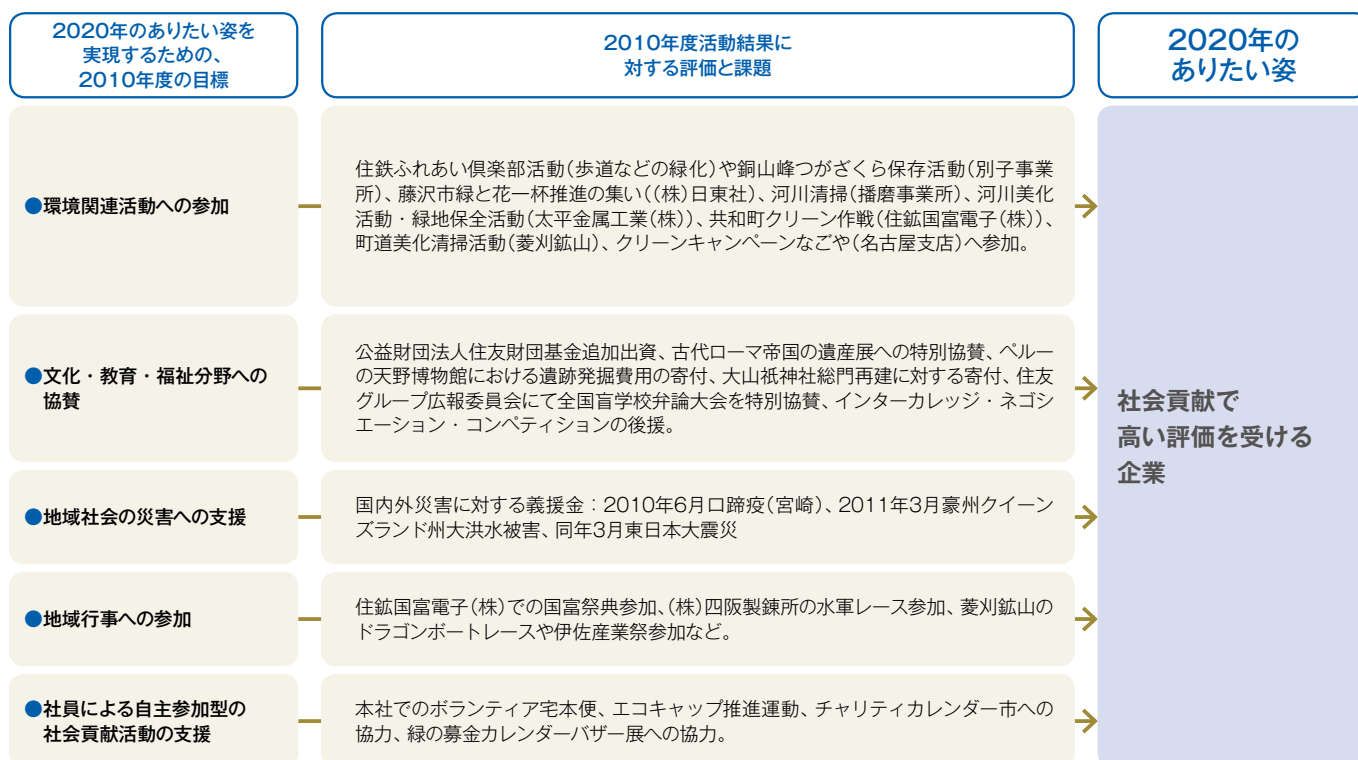 2020年のありたい姿を
実現するための、
2010年度の目標
2010年度活動結果に
対する評価と課題
2020年の
ありたい姿
●環境関連活動への参加
住鉄ふれあい倶楽部活動(歩道などの緑化)や銅山峰つがざくら保存活動(別子事業
所)、藤沢市緑と花一杯推進の集い((株)日東社)、河川清掃(播磨事業所)、河川美化
活動・緑地保全活動(太平金属工業(株))、共和町クリーン作戦(住鉱国富電子(株))、
町道美化清掃活動(菱刈鉱山)、クリーンキャンペーンなごや(名古屋支店)へ参加。
●文化・教育・福祉分野への
協賛
公益財団法人住友財団基金追加出資、古代ローマ帝国の遺産展への特別協賛、ペルー
の天野博物館における遺跡発掘費用の寄付、大山祇神社総門再建に対する寄付、住友
グループ広報委員会にて全国盲学校弁論大会を特別協賛、インターカレッジ・ネゴシ
エーション・コンペティションの後援。
●地域社会の災害への支援
国内外災害に対する義援金：2010年6月口蹄疫(宮崎)、2011年3月豪州クイーン
ズランド州大洪水被害、同年3月東日本大震災
●地域行事への参加
住鉱国富電子(株)での国富祭典参加、(株)四阪製錬所の水軍レース参加、菱刈鉱山の
ドラゴンボートレースや伊佐産業祭参加など。
●社員による自主参加型の
社会貢献活動の支援
本社でのボランティア宅本便、エコキャップ推進運動、チャリティカレンダー市への
協力、緑の募金カレンダーバザー展への協力。
社会貢献で
高い評価を受ける
企業